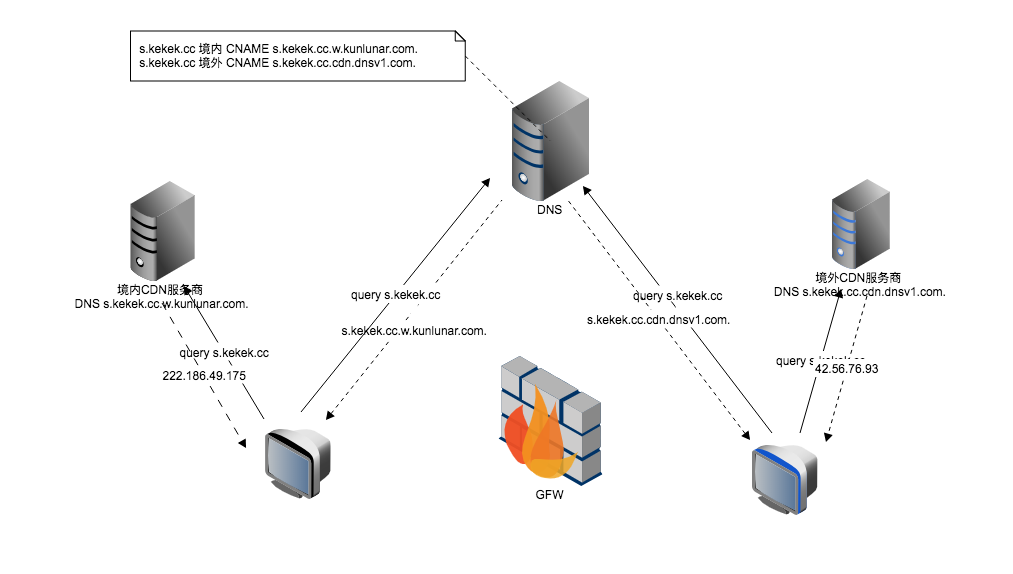 s.kekek.cc 境内 CNAME s.kekek.cc.w.kunlunar.com.
s.kekek.cc 境外 CNAME s.kekek.cc.cdn.dnsv1.com.
DNS
境内CDN服务商
DNS s.kekek.cc.w.kunlunar.com.
境外CDN服务商
DNS s.kekek.cc.cdn.dnsv1.com.
query s.kekek.cc
s.kekek.cc.w.kunlunar.com.
query s.kekek.cc
s.kekek.cc.cdn.dnsv1.com.
query s.kekek.cc
222.186.49.175
query s.kekek.cc
42.56.76.93
GFW